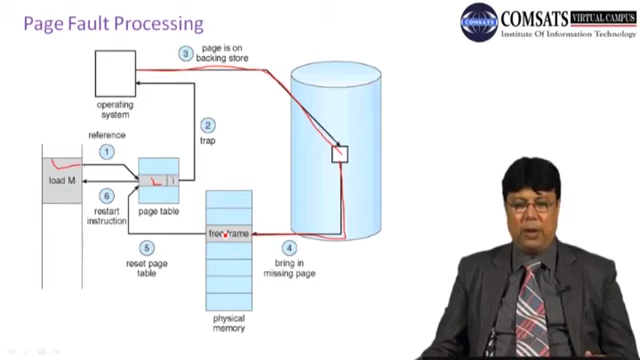 Page Fault Processing
COMSATS VIRTUAL CAMPUS
Institute Of Information Technology
3
page is on
backing store
operating
system
2
trap
reference
1
load M
6
restart
instruction
page table
i
free frame
5
reset page
table
4
bring in
missing page
physical
memory